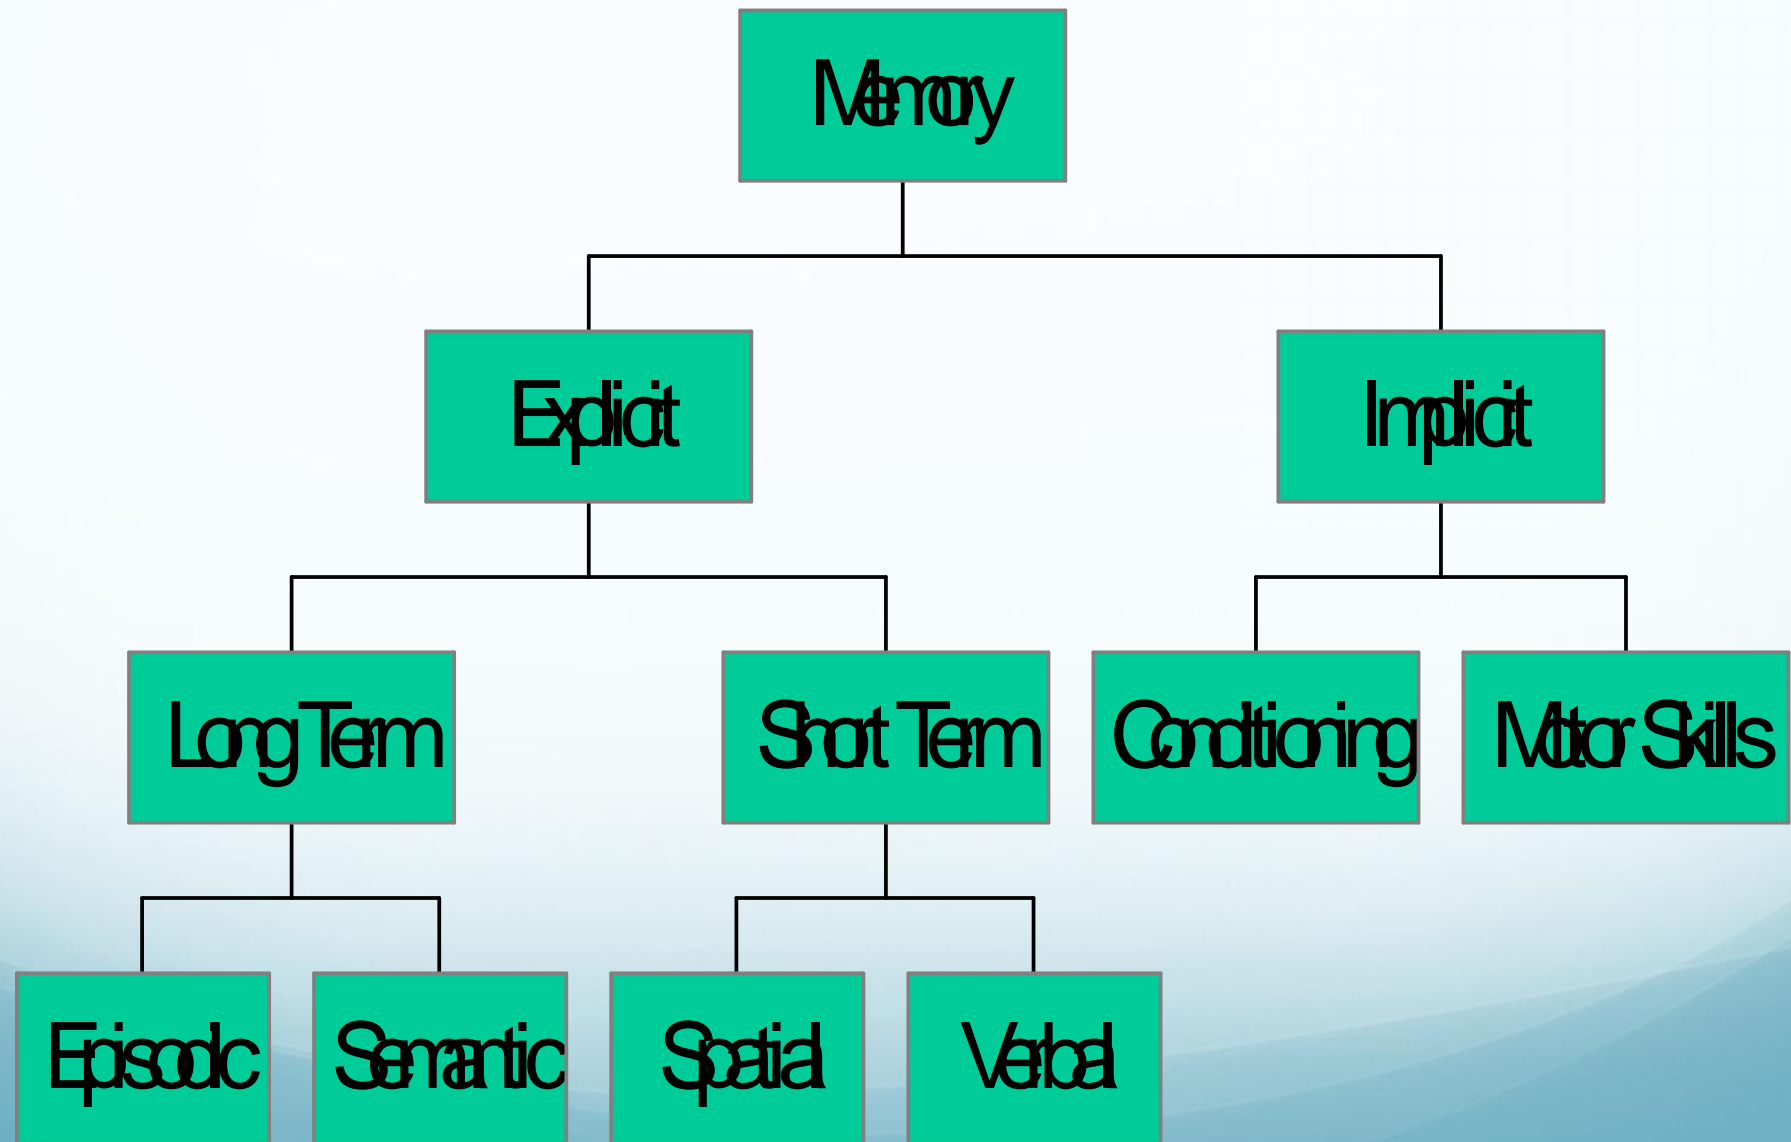 Memory
Explicit
Implicit
Long Term
Short Term
Conditioning
Motor Skills
Episodic
Semantic
Spatial
Verbal